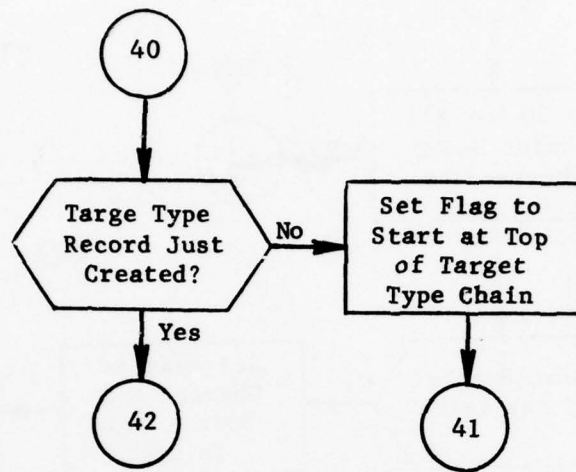 40
Targe Type
Record Just
Created?
No
Set Flag to
Start at Top
of Target
Type Chain
Yes
42
41